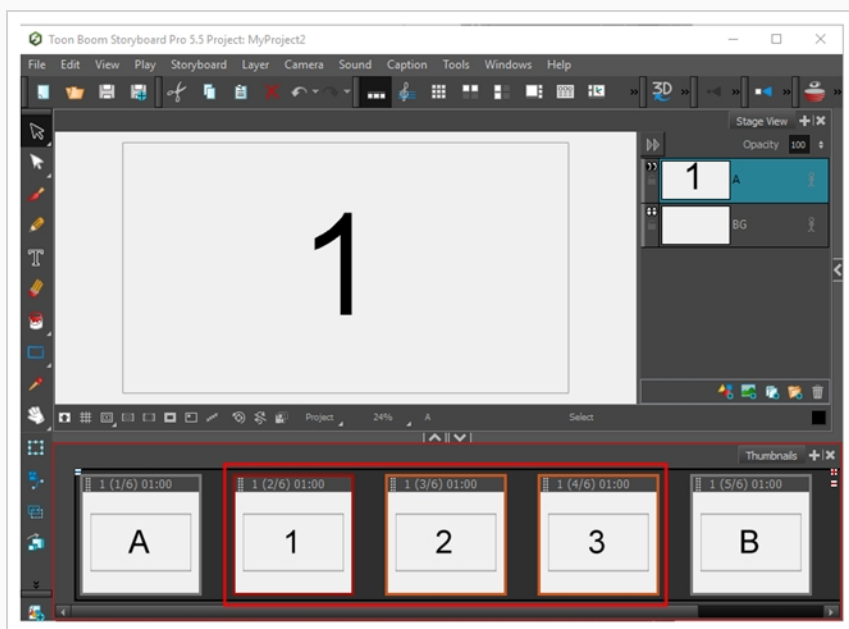 Toon Boom Storyboard Pro 5.5 Project: MyProject2
File Edit View Play Storyboard Layer Camera Sound Caption Tools Windows Help
3D
Stage View
Opacity 100
1
1 A
BG
Project 24% A Select
Thumbnails
1 (1/6) 01:00 1 (2/6) 01:00 1 (3/6) 01:00 1 (4/6) 01:00 1 (5/6) 01:00
A 1 2 3 B